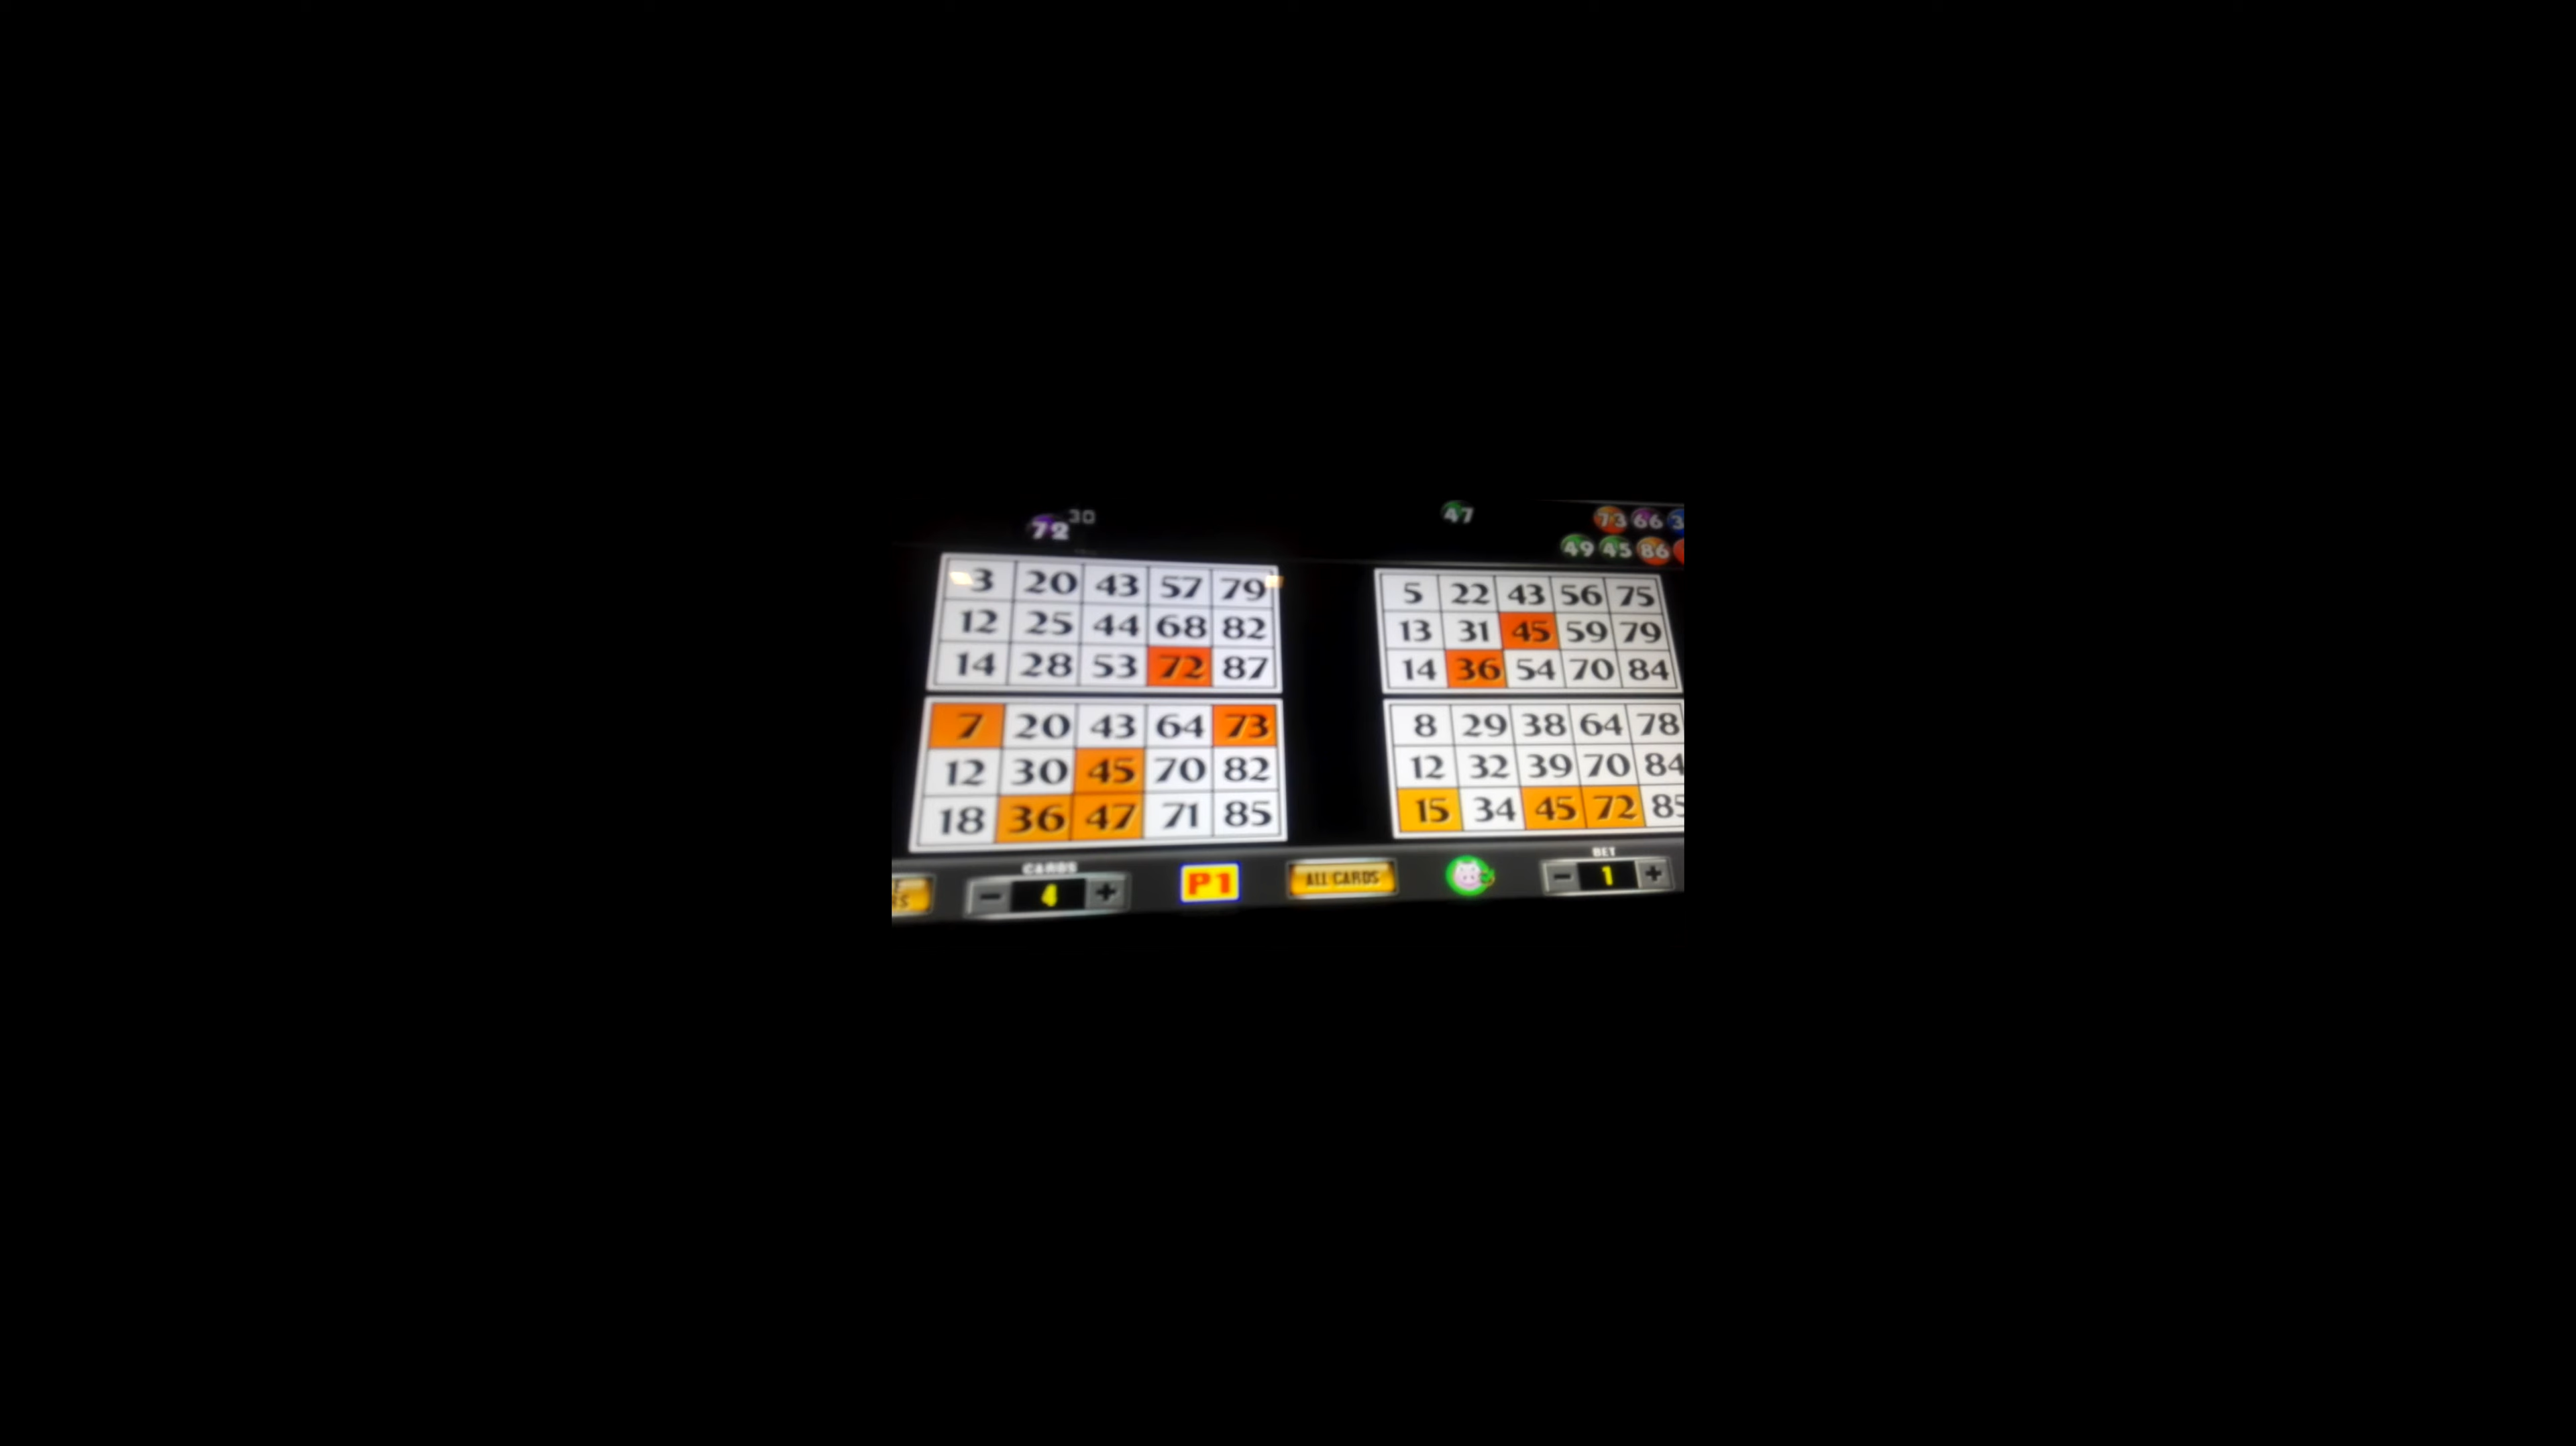 72 30
47
73 66
49 45 86
3 20 43 57 79
12 25 44 68 82
14 28 53 72 87
5 22 43 56 75
13 31 45 59 79
14 36 54 70 84
7 20 43 64 73
12 30 45 70 82
18 36 47 71 85
8 29 38 64 78
12 32 39 70 84
15 34 45 72 85
CARDS
- 4 +
P1
ALL CARDS
BET
- 1 +